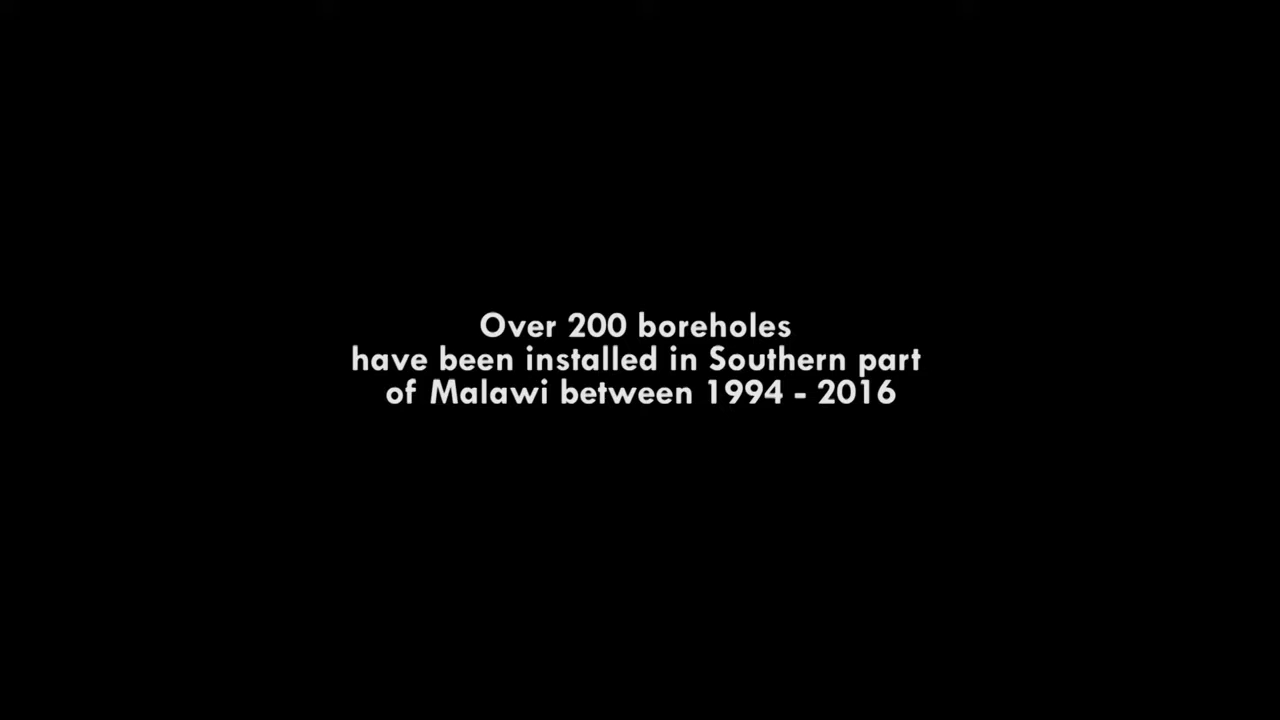 Over 200 boreholes
have been installed in Southern part
of Malawi between 1994 - 2016